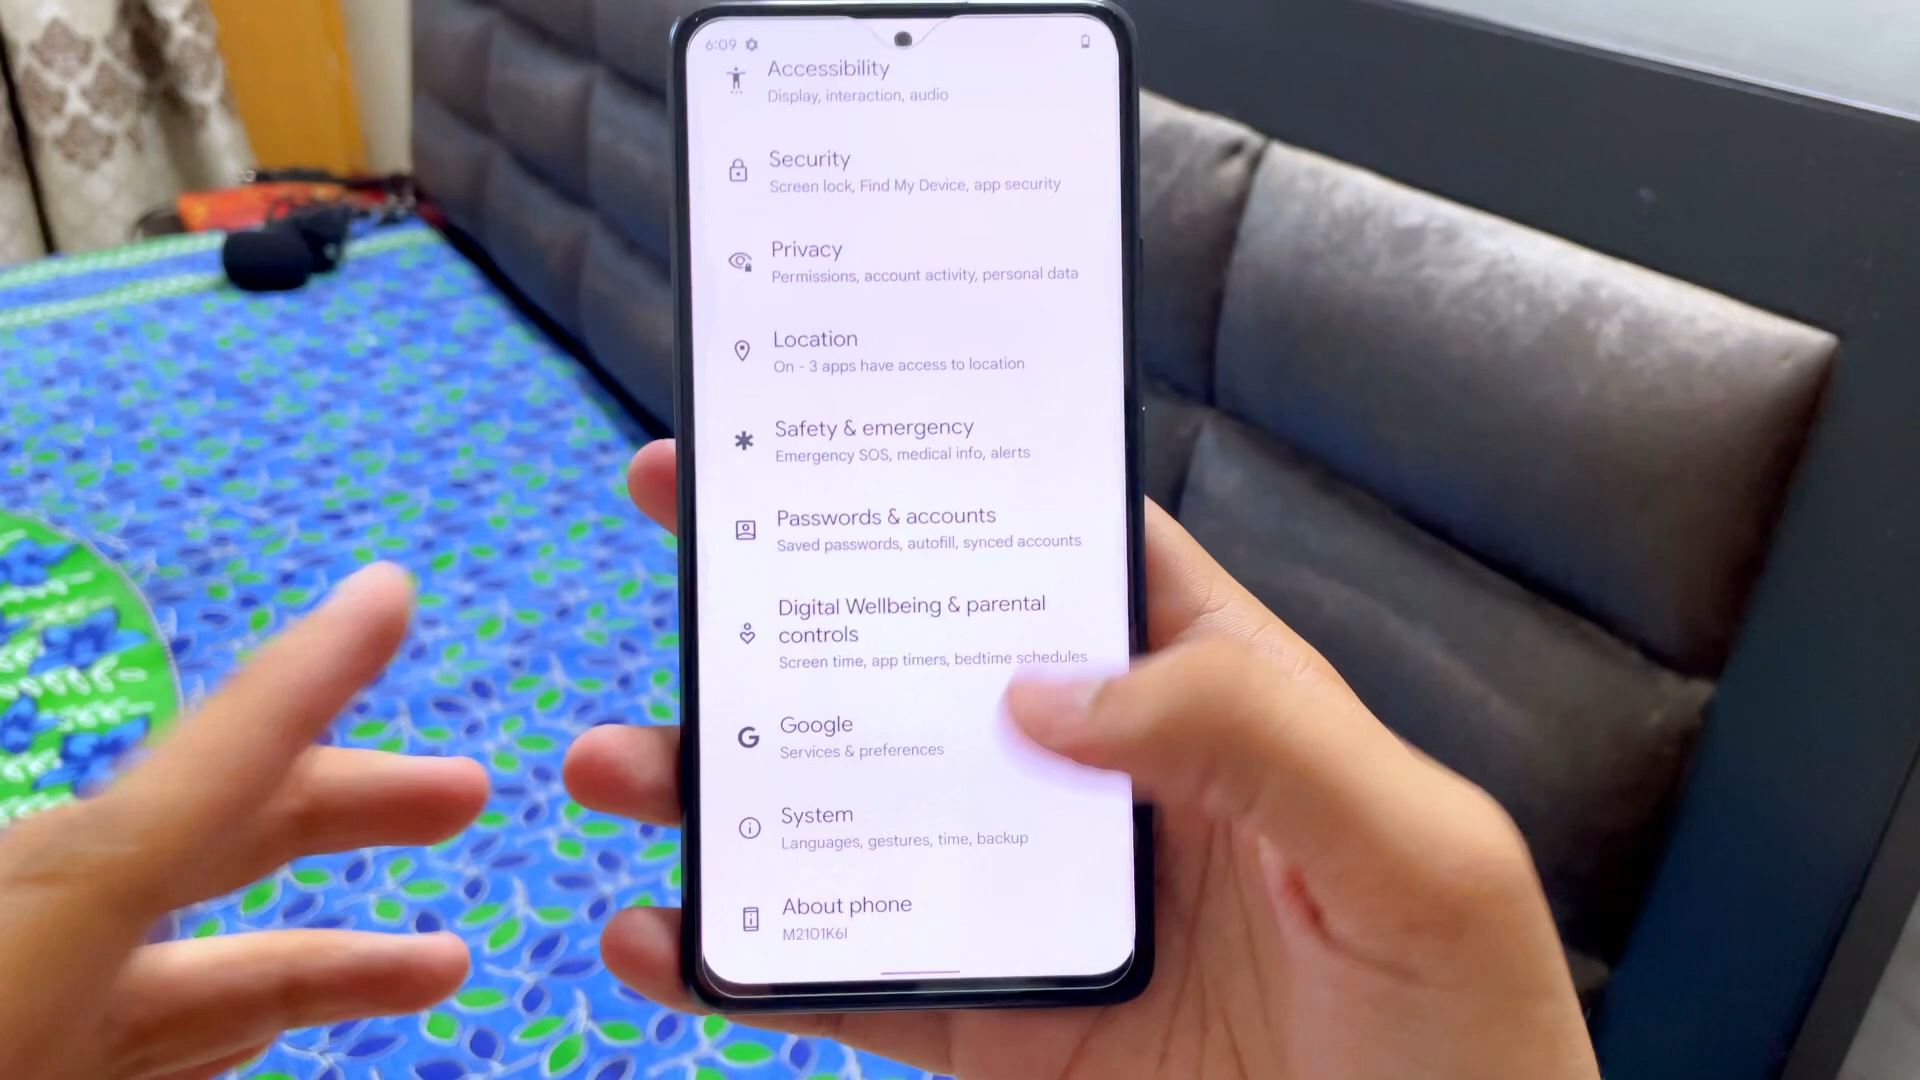 6:09
Accessibility
Display, interaction, audio
Security
Screen lock, Find My Device, app security
Privacy
Permissions, account activity, personal data
Location
On - 3 apps have access to location
Safety & emergency
Emergency SOS, medical info, alerts
Passwords & accounts
Saved passwords, autofill, synced accounts
Digital Wellbeing & parental
controls
Screen time, app timers, bedtime schedules
Google
Services & preferences
System
Languages, gestures, time, backup
About phone
M2101K6I